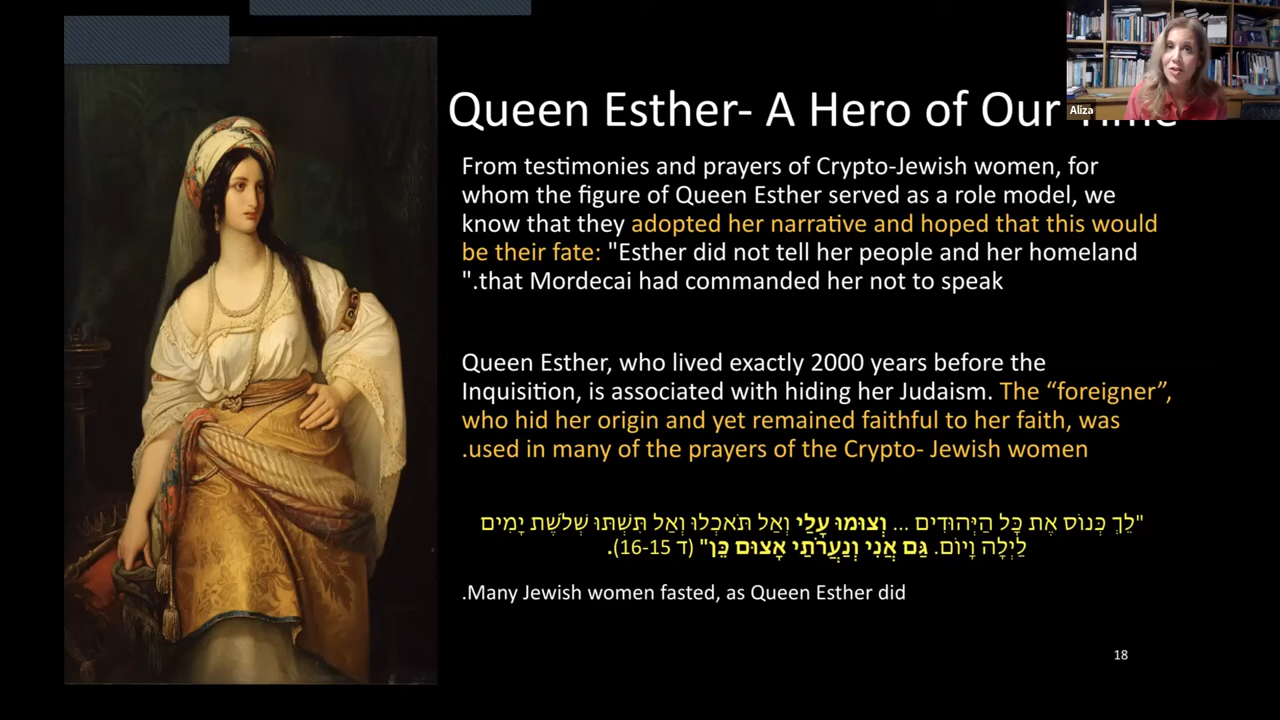 Queen Esther- A Hero of Our
Aliza
From testimonies and prayers of Crypto-Jewish women, for
whom the figure of Queen Esther served as a role model, we
know that they adopted her narrative and hoped that this would
be their fate: "Esther did not tell her people and her homeland
".that Mordecai had commanded her not to speak
Queen Esther, who lived exactly 2000 years before the
Inquisition, is associated with hiding her Judaism. The “foreigner”,
who hid her origin and yet remained faithful to her faith, was
.used in many of the prayers of the Crypto- Jewish women
"לֵךְ כְּנוֹס אֶת כׇּל הַיְּהוּדִים ... וְצוּמוּ עָלַי וְאַל תֹּאכְלוּ וְאַל תִּשְׁתּוּ שְׁלֹשֶׁת יָמִים
לַיְלָה וָיוֹם. גַּם אֲנִי וְנַעֲרֹתַי אָצוּם כֵּן" (ד 16-15).
.Many Jewish women fasted, as Queen Esther did
18